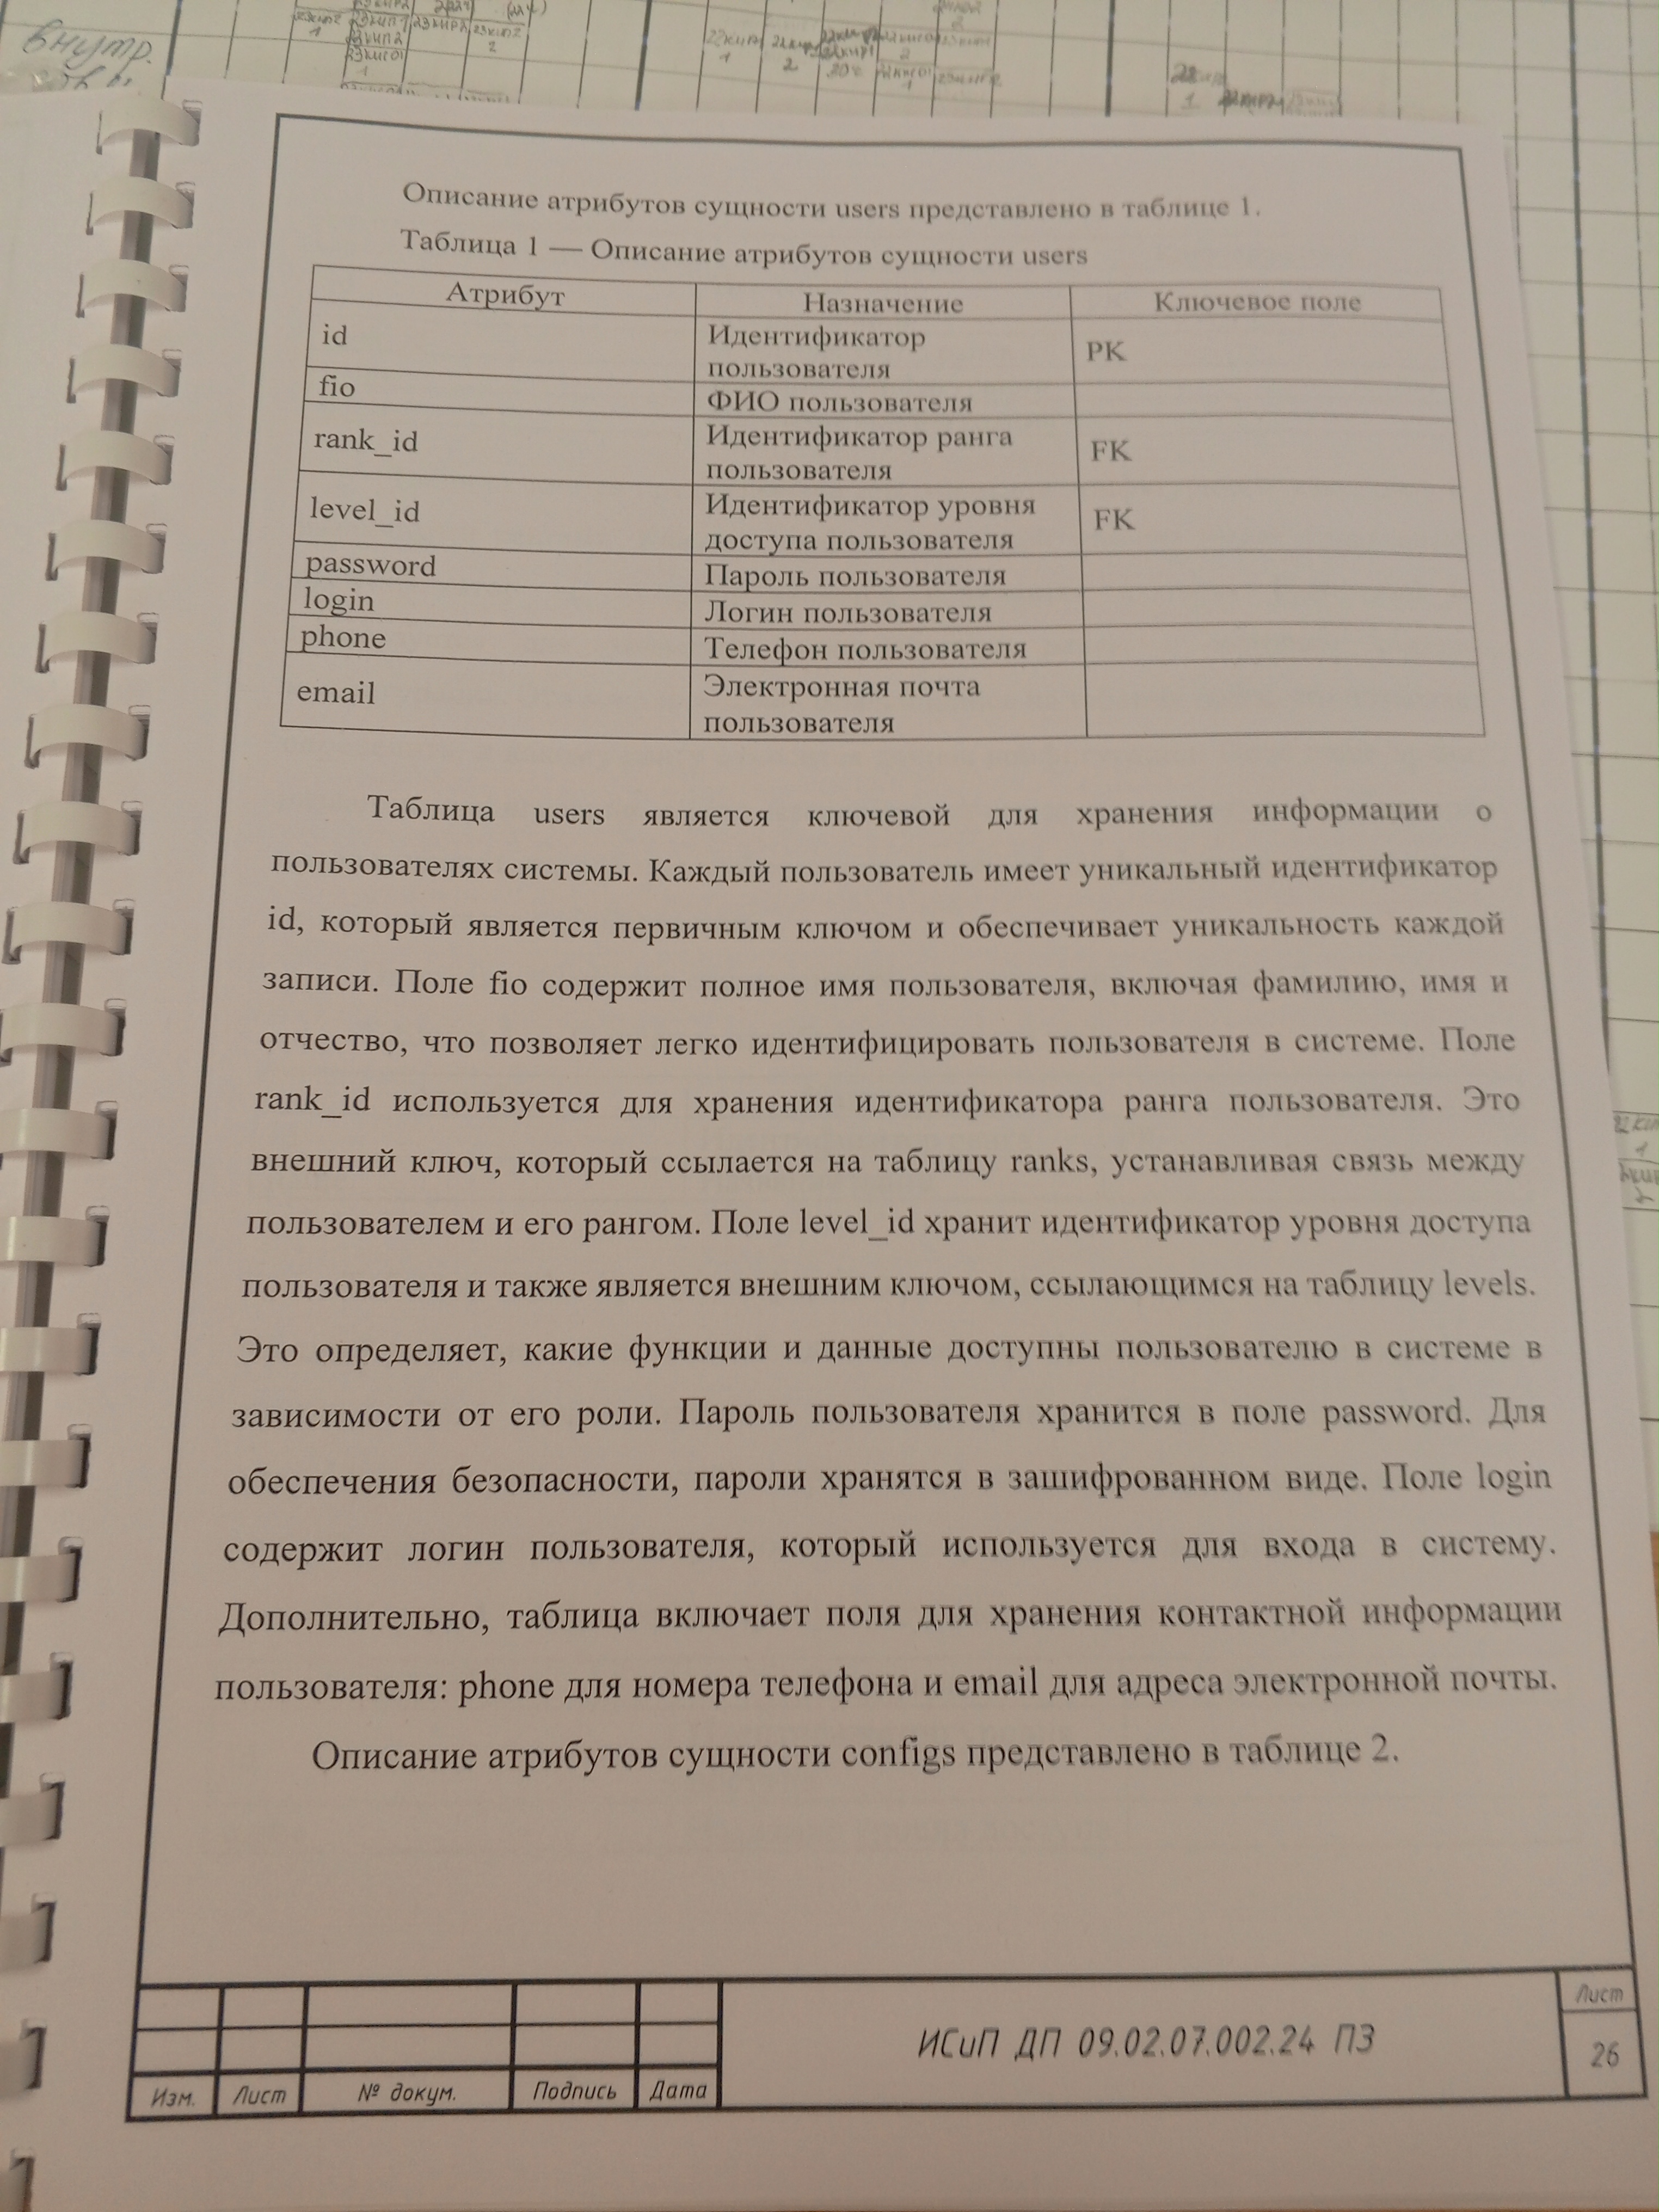 внутр.
Описание атрибутов сущности users представлено в таблице 1.
Таблица 1 — Описание атрибутов сущности users
Атрибут Назначение Ключевое поле
id Идентификатор пользователя PK
fio ФИО пользователя
rank_id Идентификатор ранга пользователя FK
level_id Идентификатор уровня доступа пользователя FK
password Пароль пользователя
login Логин пользователя
phone Телефон пользователя
email Электронная почта пользователя
Таблица users является ключевой для хранения информации о
пользователях системы. Каждый пользователь имеет уникальный идентификатор
id, который является первичным ключом и обеспечивает уникальность каждой
записи. Поле fio содержит полное имя пользователя, включая фамилию, имя и
отчество, что позволяет легко идентифицировать пользователя в системе. Поле
rank_id используется для хранения идентификатора ранга пользователя. Это
внешний ключ, который ссылается на таблицу ranks, устанавливая связь между
пользователем и его рангом. Поле level_id хранит идентификатор уровня доступа
пользователя и также является внешним ключом, ссылающимся на таблицу levels.
Это определяет, какие функции и данные доступны пользователю в системе в
зависимости от его роли. Пароль пользователя хранится в поле password. Для
обеспечения безопасности, пароли хранятся в зашифрованном виде. Поле login
содержит логин пользователя, который используется для входа в систему.
Дополнительно, таблица включает поля для хранения контактной информации
пользователя: phone для номера телефона и email для адреса электронной почты.
Описание атрибутов сущности configs представлено в таблице 2.
Изм. Лист № докум. Подпись Дата
ИСиП ДП 09.02.07.002.24 ПЗ
Лист
26